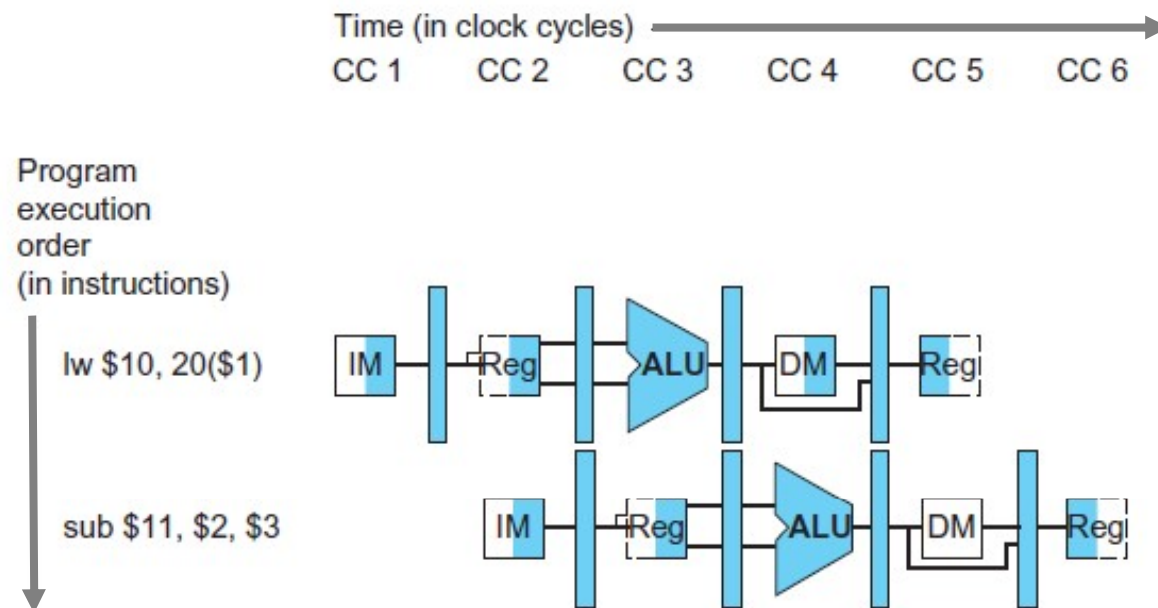 Time (in clock cycles)
CC 1 CC 2 CC 3 CC 4 CC 5 CC 6
Program
execution
order
(in instructions)
lw $10, 20($1) IM Reg ALU DM Reg
sub $11, $2, $3 IM Reg ALU DM Reg